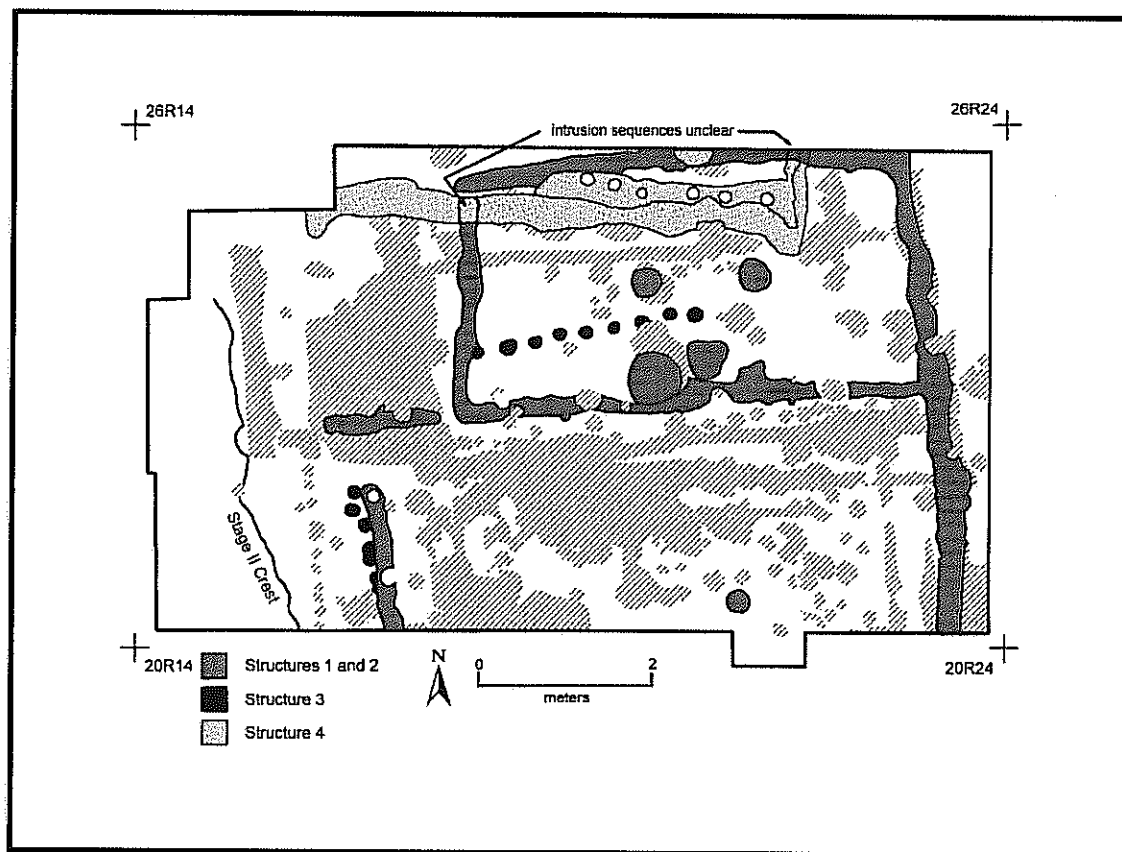 26R14
26R24
Intrusion sequences unclear
Stage II Crest
20R14
20R24
N
0
2
meters
Structures 1 and 2
Structure 3
Structure 4